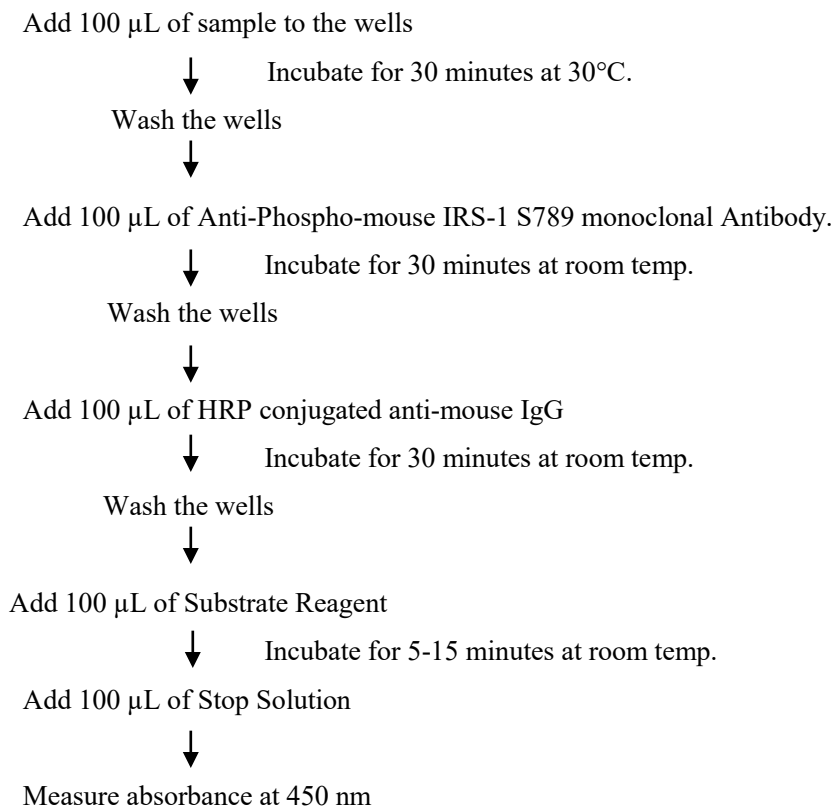 Add 100 µL of sample to the wells
Incubate for 30 minutes at 30°C.
Wash the wells
Add 100 µL of Anti-Phospho-mouse IRS-1 S789 monoclonal Antibody.
Incubate for 30 minutes at room temp.
Wash the wells
Add 100 µL of HRP conjugated anti-mouse IgG
Incubate for 30 minutes at room temp.
Wash the wells
Add 100 µL of Substrate Reagent
Incubate for 5-15 minutes at room temp.
Add 100 µL of Stop Solution
Measure absorbance at 450 nm